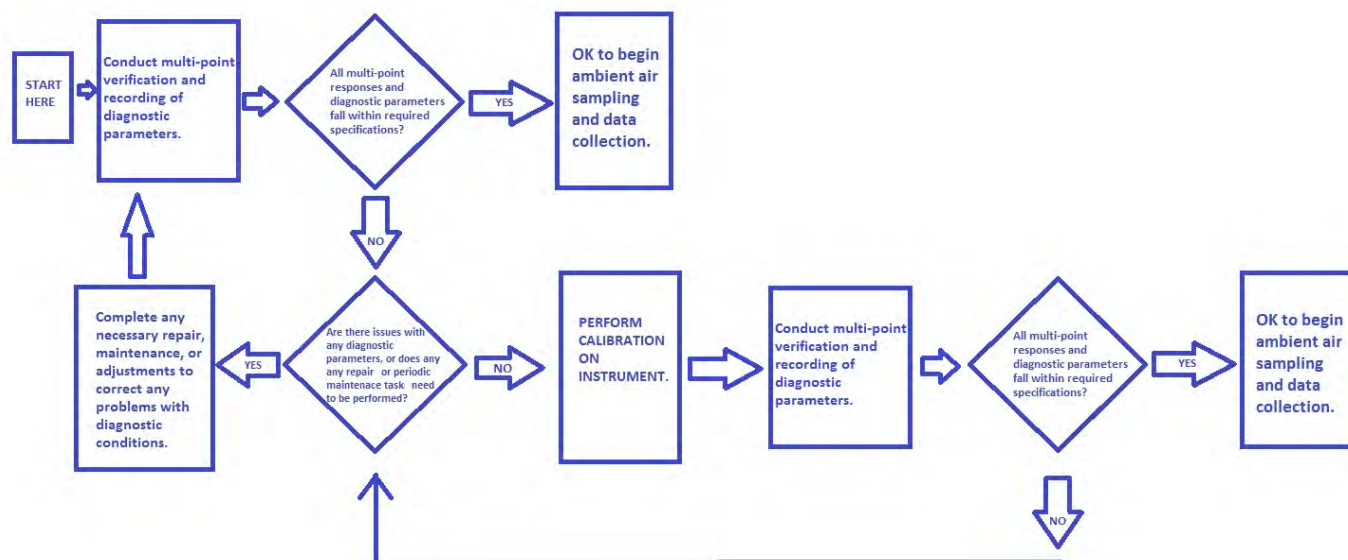 START
HERE
Conduct multi-point
verification and
recording of
diagnostic
parameters.
All multi-point
responses and
diagnostic parameters
fall within required
specifications?
YES
OK to begin
ambient air
sampling
and data
collection.
NO
Complete any
necessary repair,
maintenance, or
adjustments to
correct any
problems with
diagnostic
conditions.
YES
Are there issues with
any diagnostic
parameters, or does any
any repair or periodic
maintenace task need
to be performed?
NO
PERFORM
CALIBRATION
ON
INSTRUMENT.
Conduct multi-point
verification and
recording of
diagnostic
parameters.
All multi-point
responses and
diagnostic parameters
fall within required
specifications?
YES
OK to begin
ambient air
sampling
and data
collection.
NO